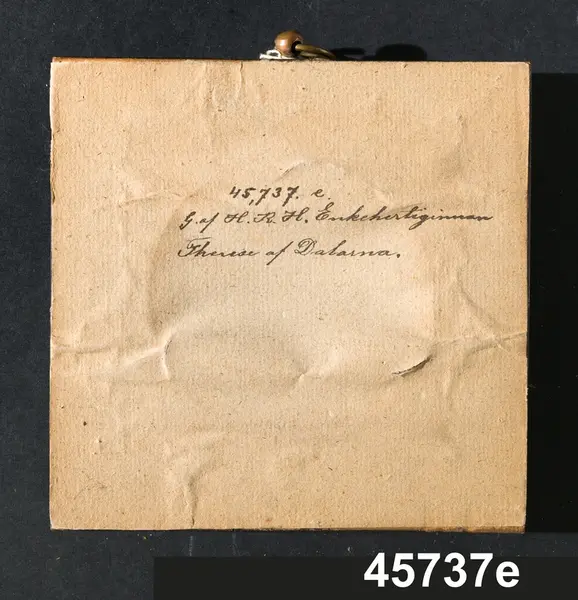 45,737. e.
G. af H. K. H. Enkehertiginnan
Therese af Dalarna.
45737e